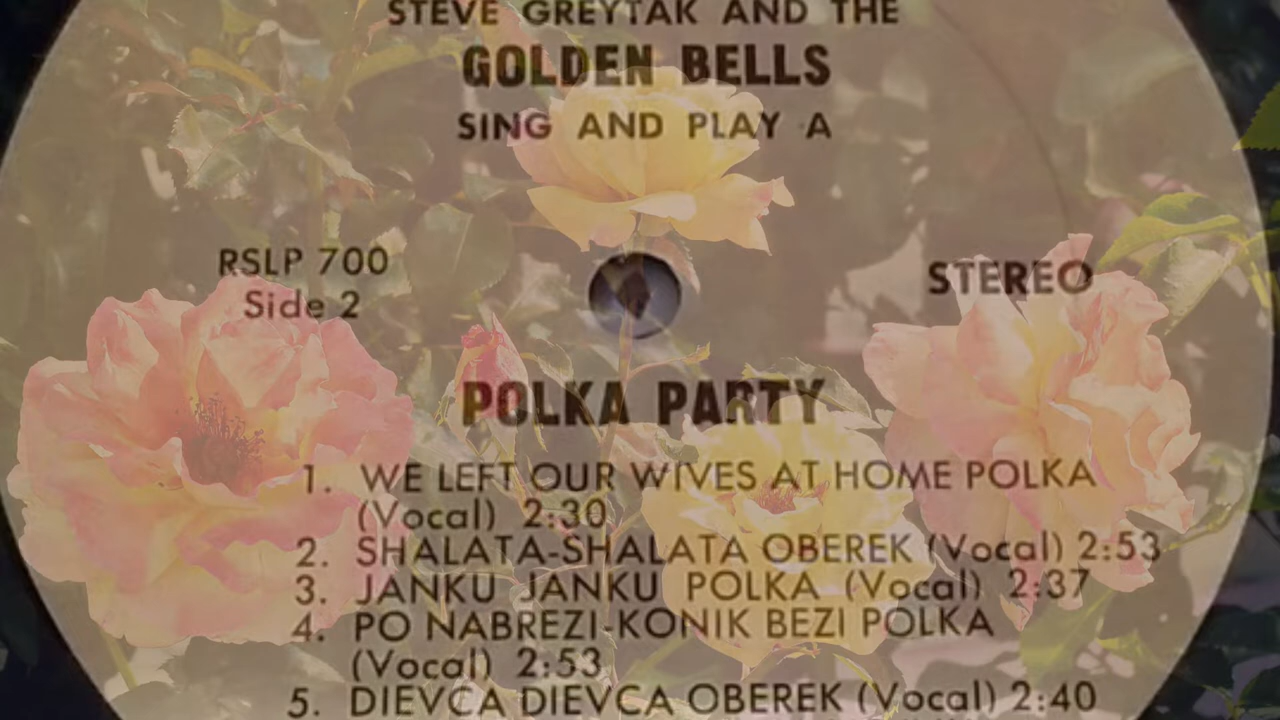 STEVE GREYTAK AND THE
GOLDEN BELLS
SING AND PLAY A
RSLP 700
Side 2
STEREO
POLKA PARTY
1. WE LEFT OUR WIVES AT HOME POLKA
(Vocal) 2:30
2. SHALATA-SHALATA OBEREK (Vocal) 2:53
3. JANKU JANKU POLKA (Vocal) 2:37
4. PO NABREZI-KONIK BEZI POLKA
(Vocal) 2:53
5. DIEVCA DIEVCA OBEREK (Vocal) 2:40